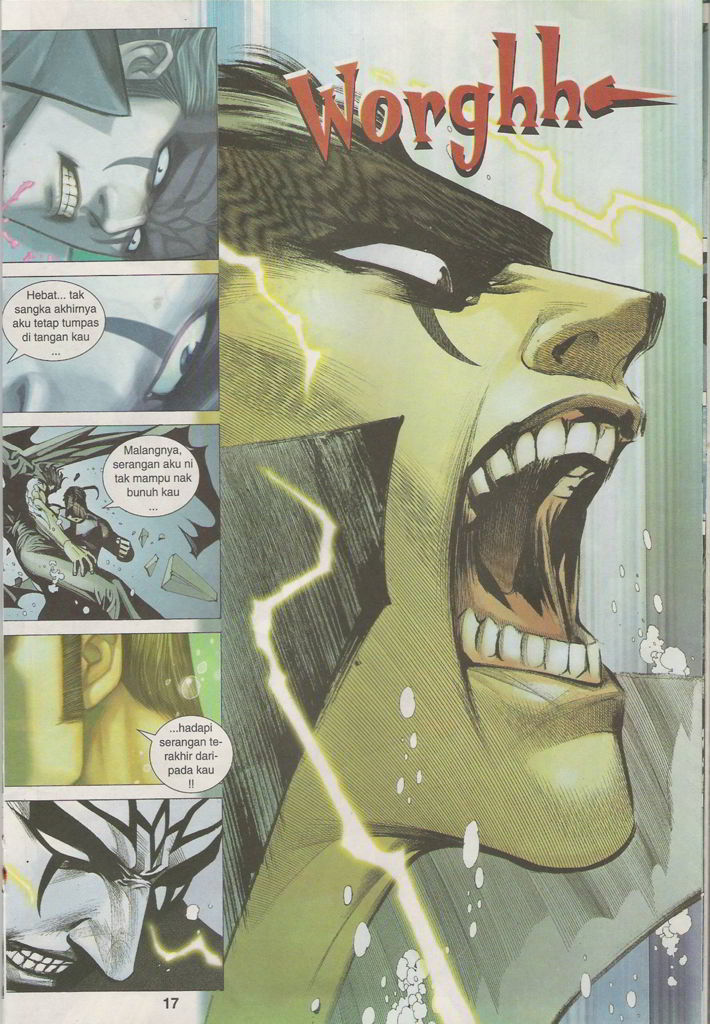 Worghh
Hebat... tak
sangka akhirnya
aku tetap tumpas
di tangan kau
...
Malangnya,
serangan aku ni
tak mampu nak
bunuh kau
...
...hadapi
serangan te-
rakhir dari-
pada kau
!!
17